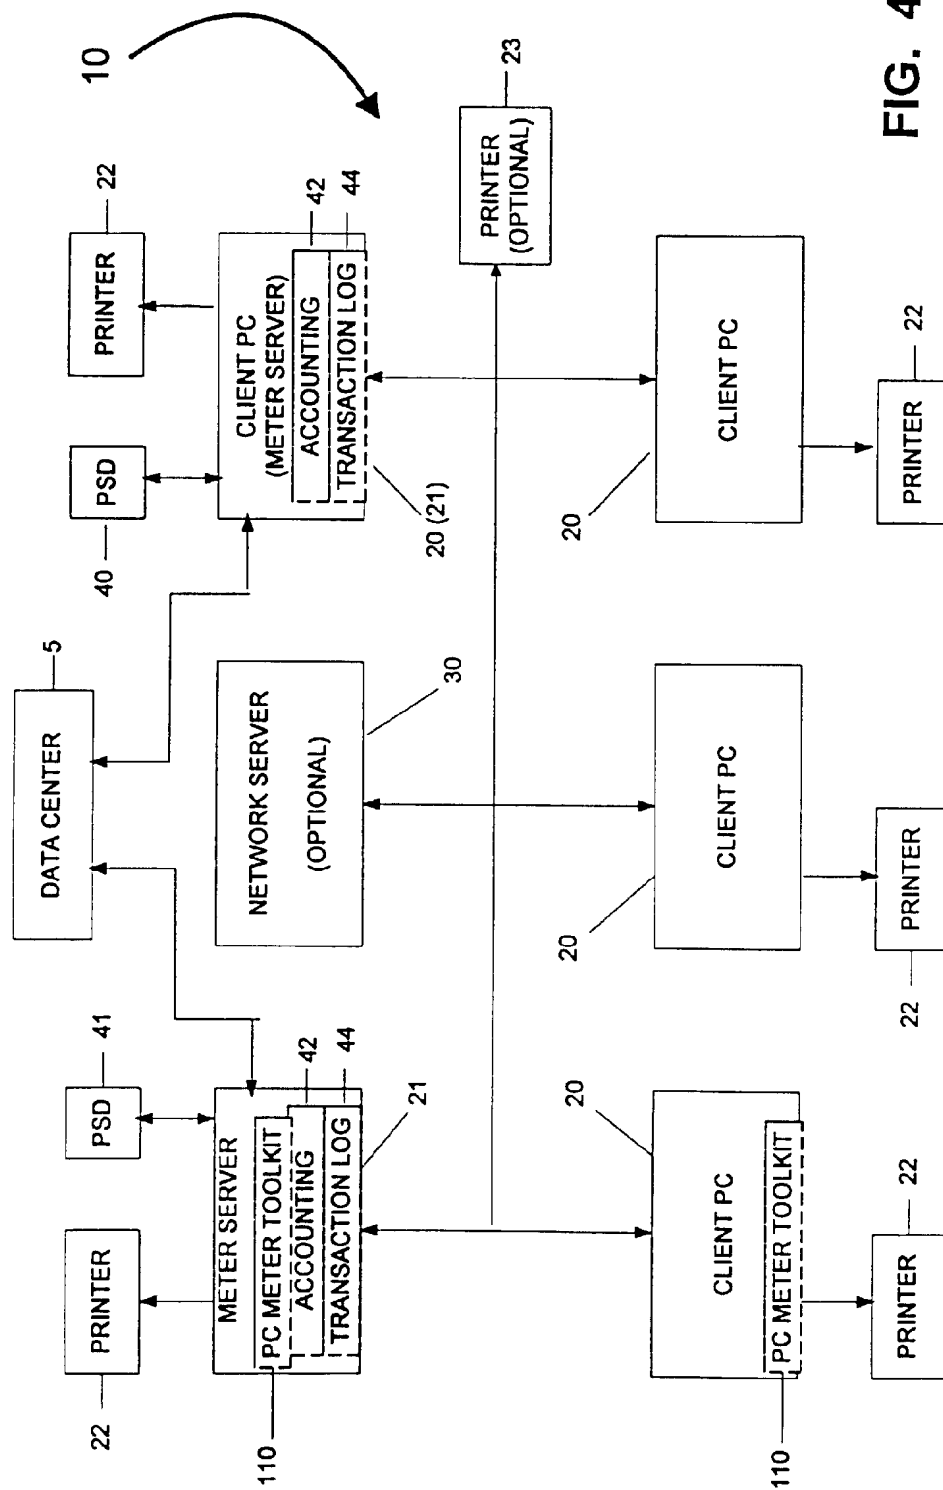 10
DATA CENTER
5
22
PRINTER
41
PSD
40
PSD
PRINTER
22
METER SERVER
PC METER TOOLKIT
ACCOUNTING
TRANSACTION LOG
42
44
110
21
NETWORK SERVER
(OPTIONAL)
30
CLIENT PC
(METER SERVER)
ACCOUNTING
TRANSACTION LOG
42
44
20 (21)
PRINTER
(OPTIONAL)
23
20
CLIENT PC
PC METER TOOLKIT
110
20
CLIENT PC
20
CLIENT PC
PRINTER
22
PRINTER
22
PRINTER
22
FIG. 4